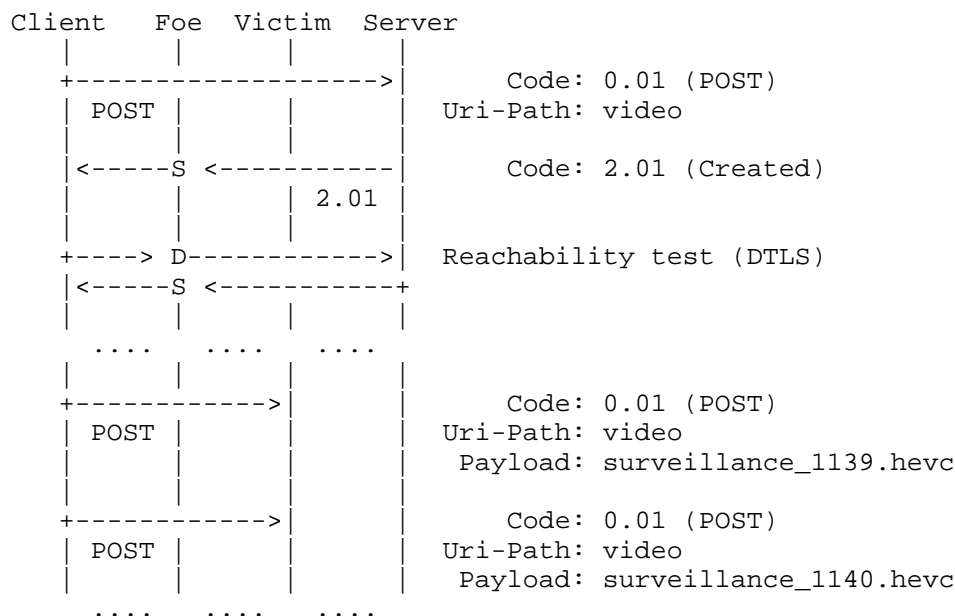 Client    Foe  Victim  Server
   |       |      |      |
   +-------------------->|      Code: 0.01 (POST)
   | POST  |      |      |  Uri-Path: video
   |       |      |      |
   |<-----S <------------|      Code: 2.01 (Created)
   |       |      | 2.01 |
   |       |      |      |
   +----> D------------->|  Reachability test (DTLS)
   |<-----S <------------+
   |       |      |      |
     ....   ....   ....
   |       |      |      |
   +------------->|      |      Code: 0.01 (POST)
   | POST  |      |      |  Uri-Path: video
   |       |      |      |   Payload: surveillance_1139.hevc
   |       |      |      |
   +------------->|      |      Code: 0.01 (POST)
   | POST  |      |      |  Uri-Path: video
   |       |      |      |   Payload: surveillance_1140.hevc
     ....   ....   ....